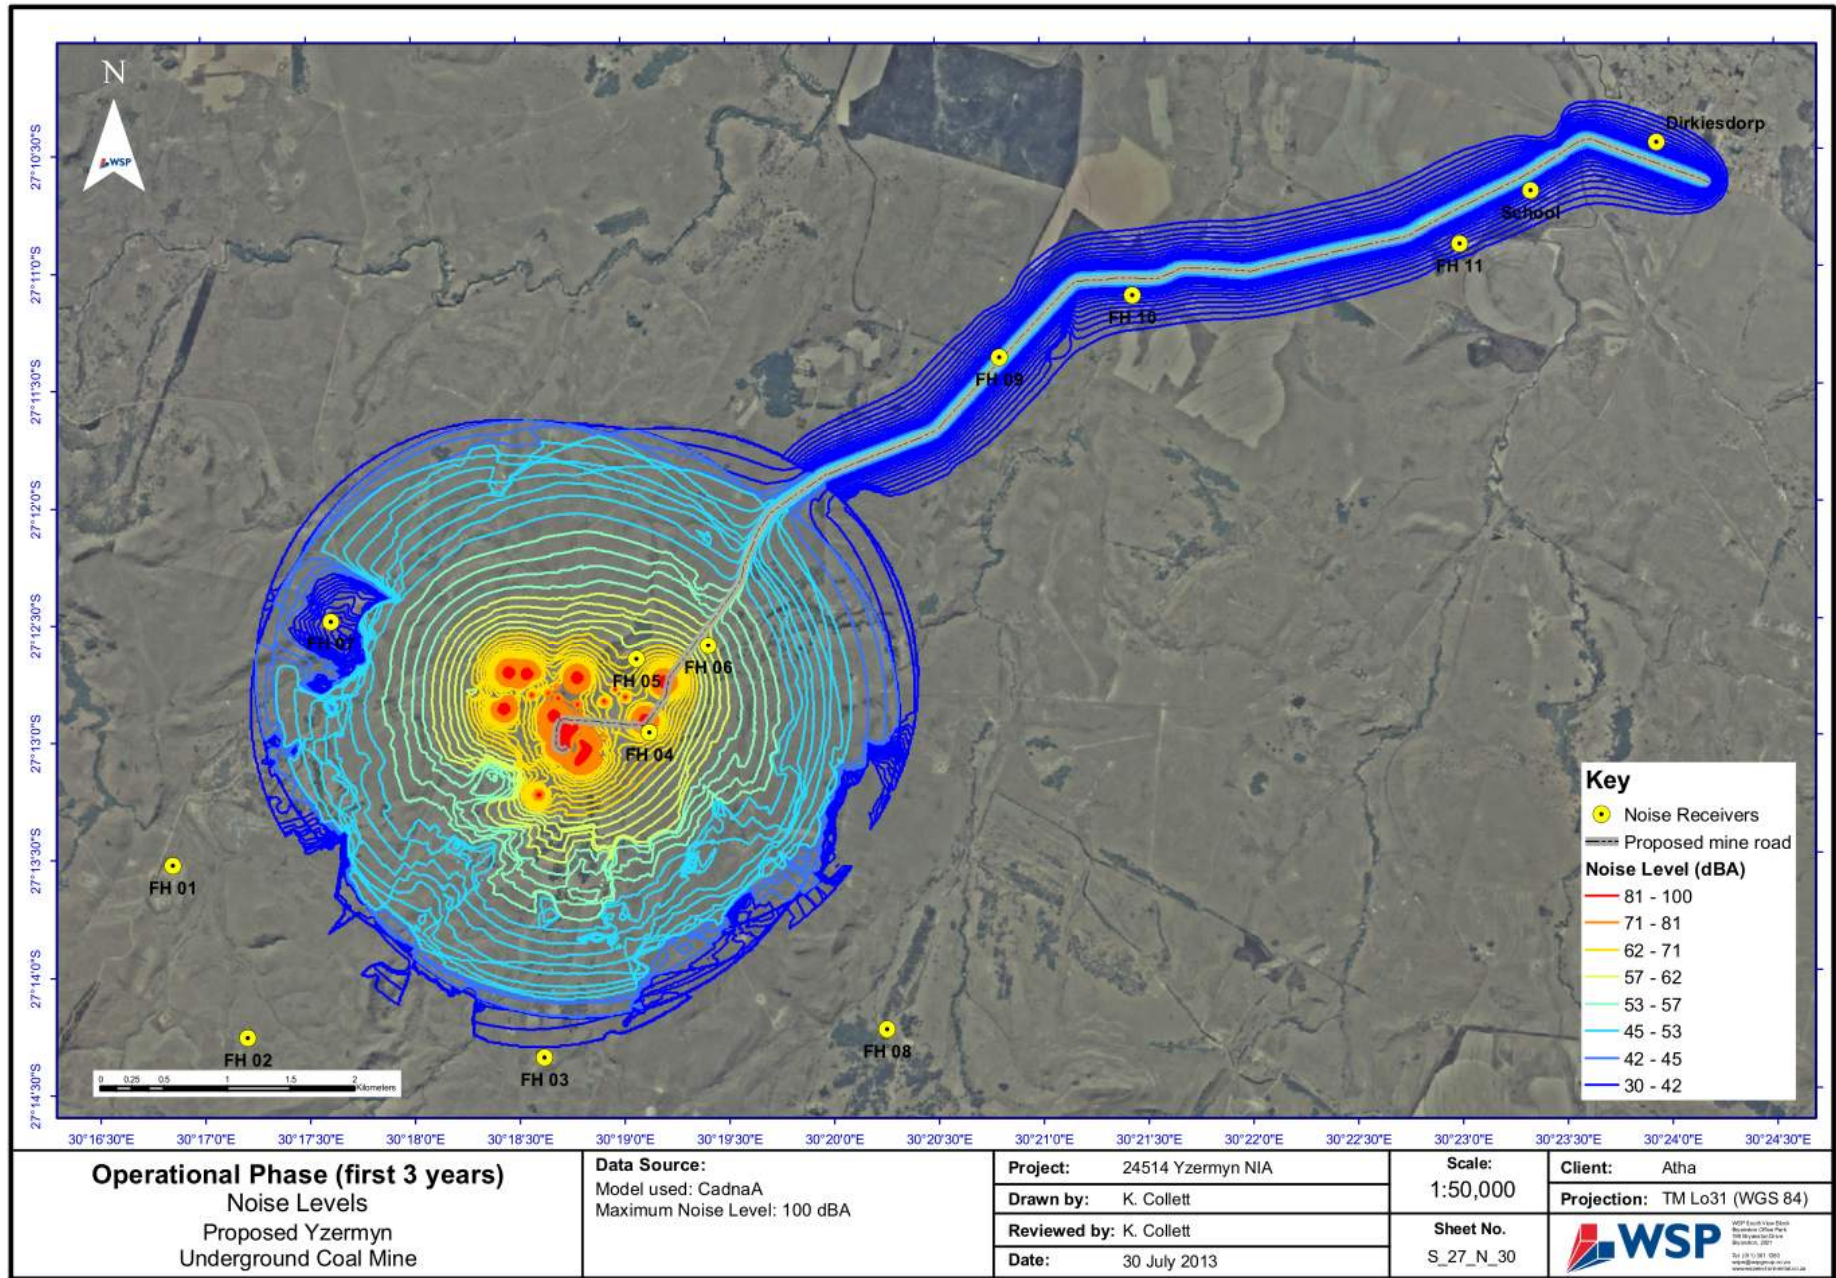 N
WSP
27°10'30"S
27°11'0"S
27°11'30"S
27°12'0"S
27°12'30"S
27°13'0"S
27°13'30"S
27°14'0"S
27°14'30"S
Dirkiesdorp
School
FH 11
FH 10
FH 09
FH 07
FH 06
FH 05
FH 04
FH 01
FH 02
FH 03
FH 08
0 0.25 0.5 1 1.5 2
Kilometers
Key
Noise Receivers
Proposed mine road
Noise Level (dBA)
81 - 100
71 - 81
62 - 71
57 - 62
53 - 57
45 - 53
42 - 45
30 - 42
30°16'30"E 30°17'0"E 30°17'30"E 30°18'0"E 30°18'30"E 30°19'0"E 30°19'30"E 30°20'0"E 30°20'30"E 30°21'0"E 30°21'30"E 30°22'0"E 30°22'30"E 30°23'0"E 30°23'30"E 30°24'0"E 30°24'30"E
Operational Phase (first 3 years)
Noise Levels
Proposed Yzermyn
Underground Coal Mine
Data Source:
Model used: CadnaA
Maximum Noise Level: 100 dBA
Project: 24514 Yzermyn NIA
Drawn by: K. Collett
Reviewed by: K. Collett
Date: 30 July 2013
Scale:
1:50,000
Sheet No.
S_27_N_30
Client: Atha
Projection: TM Lo31 (WGS 84)
WSP